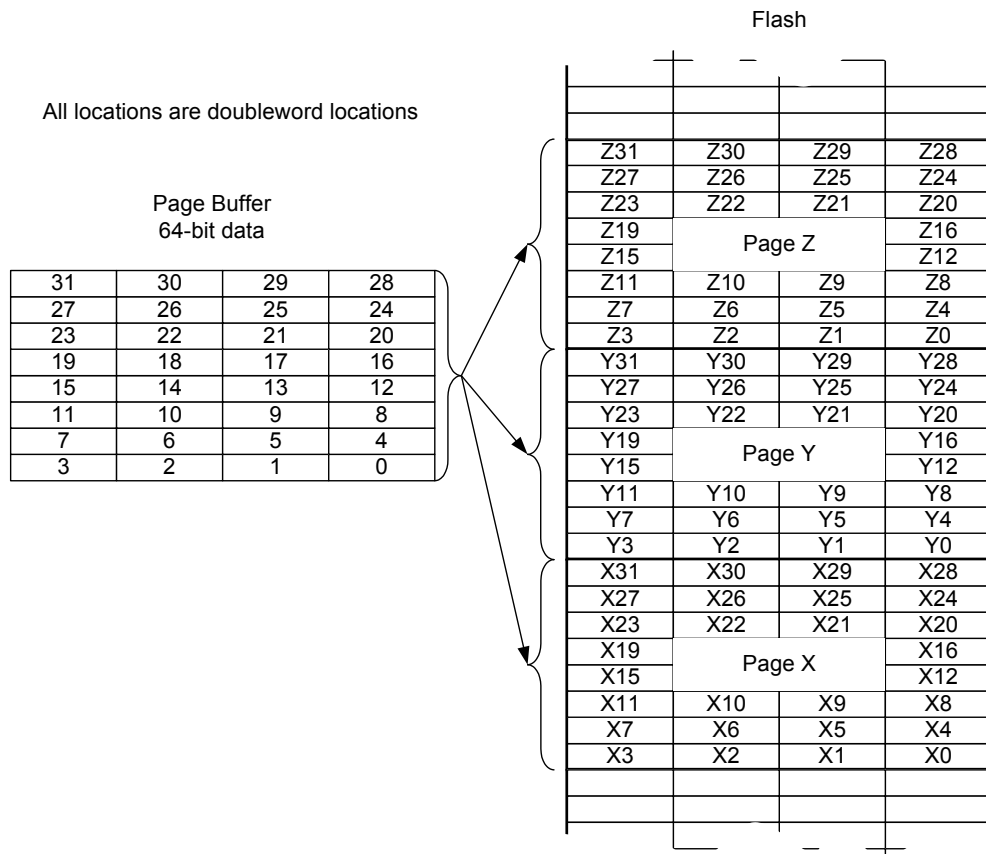 Flash
All locations are doubleword locations
Page Buffer
64-bit data
31 30 29 28
27 26 25 24
23 22 21 20
19 18 17 16
15 14 13 12
11 10 9 8
7 6 5 4
3 2 1 0
Z31 Z30 Z29 Z28
Z27 Z26 Z25 Z24
Z23 Z22 Z21 Z20
Z19 Z16
Page Z
Z15 Z12
Z11 Z10 Z9 Z8
Z7 Z6 Z5 Z4
Z3 Z2 Z1 Z0
Y31 Y30 Y29 Y28
Y27 Y26 Y25 Y24
Y23 Y22 Y21 Y20
Y19 Y16
Page Y
Y15 Y12
Y11 Y10 Y9 Y8
Y7 Y6 Y5 Y4
Y3 Y2 Y1 Y0
X31 X30 X29 X28
X27 X26 X25 X24
X23 X22 X21 X20
X19 X16
Page X
X15 X12
X11 X10 X9 X8
X7 X6 X5 X4
X3 X2 X1 X0